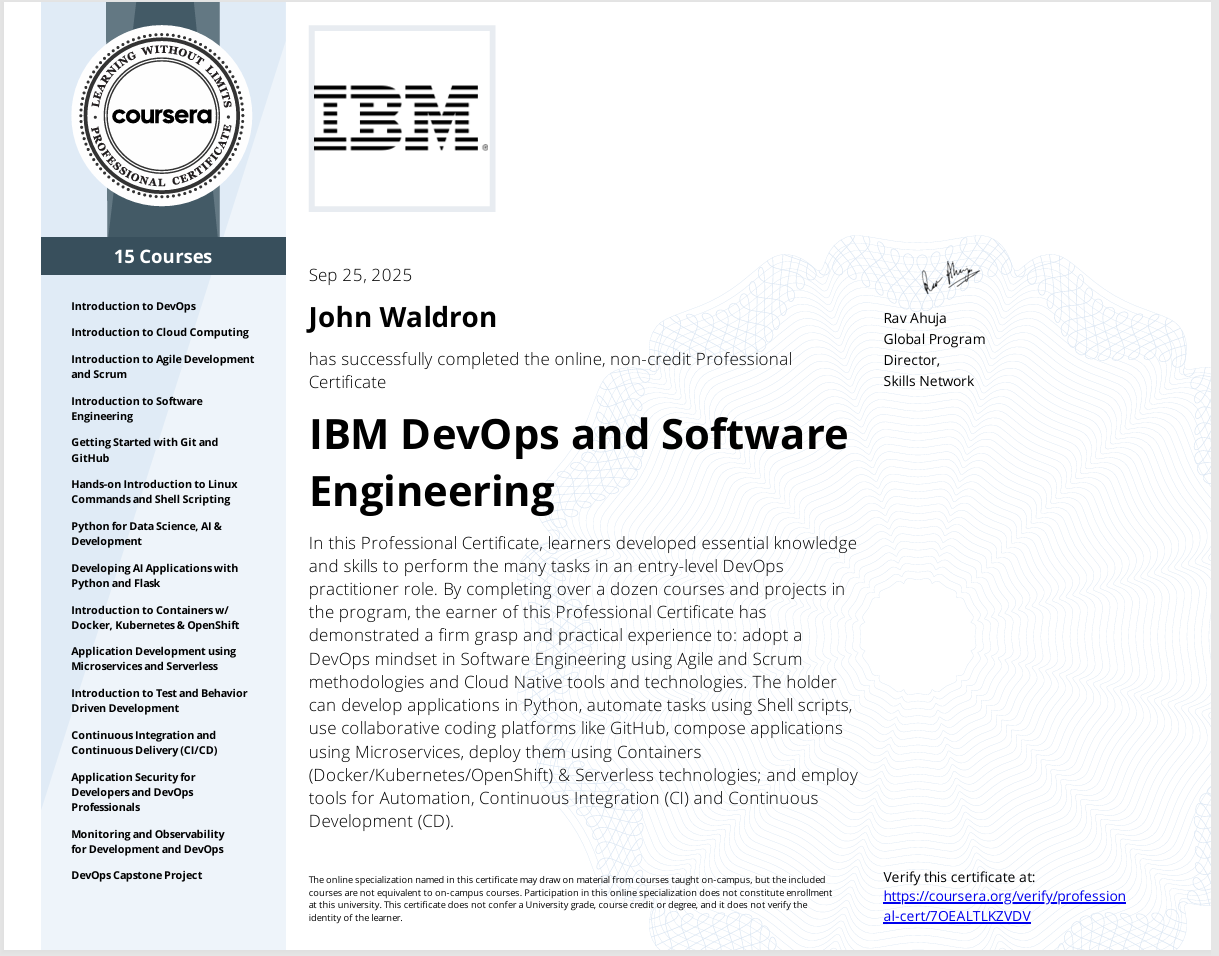 LEARNING WITHOUT LIMITS
coursera
PROFESSIONAL CERTIFICATE
IBM®
15 Courses
Introduction to DevOps
Introduction to Cloud Computing
Introduction to Agile Development
and Scrum
Introduction to Software
Engineering
Getting Started with Git and
GitHub
Hands-on Introduction to Linux
Commands and Shell Scripting
Python for Data Science, AI &
Development
Developing AI Applications with
Python and Flask
Introduction to Containers w/
Docker, Kubernetes & OpenShift
Application Development using
Microservices and Serverless
Introduction to Test and Behavior
Driven Development
Continuous Integration and
Continuous Delivery (CI/CD)
Application Security for
Developers and DevOps
Professionals
Monitoring and Observability
for Development and DevOps
DevOps Capstone Project
Sep 25, 2025
John Waldron
has successfully completed the online, non-credit Professional
Certificate
IBM DevOps and Software
Engineering
In this Professional Certificate, learners developed essential knowledge
and skills to perform the many tasks in an entry-level DevOps
practitioner role. By completing over a dozen courses and projects in
the program, the earner of this Professional Certificate has
demonstrated a firm grasp and practical experience to: adopt a
DevOps mindset in Software Engineering using Agile and Scrum
methodologies and Cloud Native tools and technologies. The holder
can develop applications in Python, automate tasks using Shell scripts,
use collaborative coding platforms like GitHub, compose applications
using Microservices, deploy them using Containers
(Docker/Kubernetes/OpenShift) & Serverless technologies; and employ
tools for Automation, Continuous Integration (CI) and Continuous
Development (CD).
The online specialization named in this certificate may draw on material from courses taught on-campus, but the included
courses are not equivalent to on-campus courses. Participation in this online specialization does not constitute enrollment
at this university. This certificate does not confer a University grade, course credit or degree, and it does not verify the
identity of the learner.
Rav Ahuja
Rav Ahuja
Global Program
Director,
Skills Network
Verify this certificate at:
https://coursera.org/verify/profession
al-cert/7OEALTLKZVDV